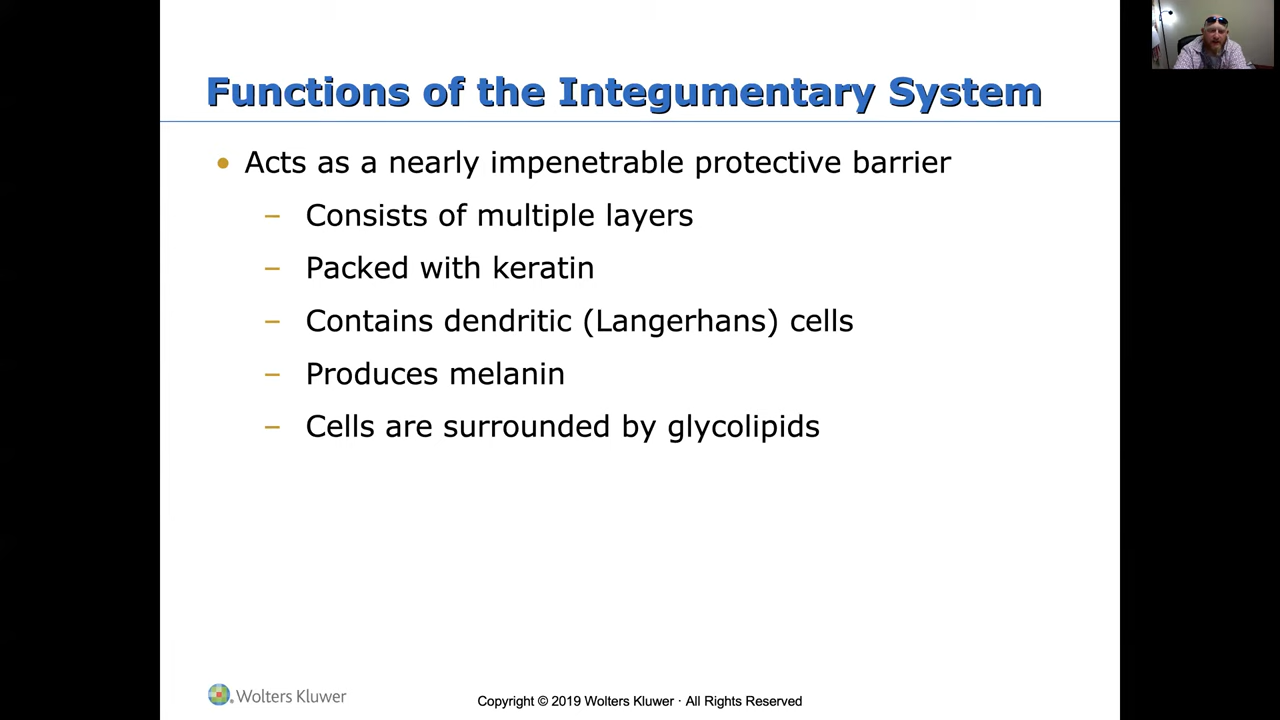 Functions of the Integumentary System
• Acts as a nearly impenetrable protective barrier
– Consists of multiple layers
– Packed with keratin
– Contains dendritic (Langerhans) cells
– Produces melanin
– Cells are surrounded by glycolipids
Wolters Kluwer
Copyright © 2019 Wolters Kluwer · All Rights Reserved